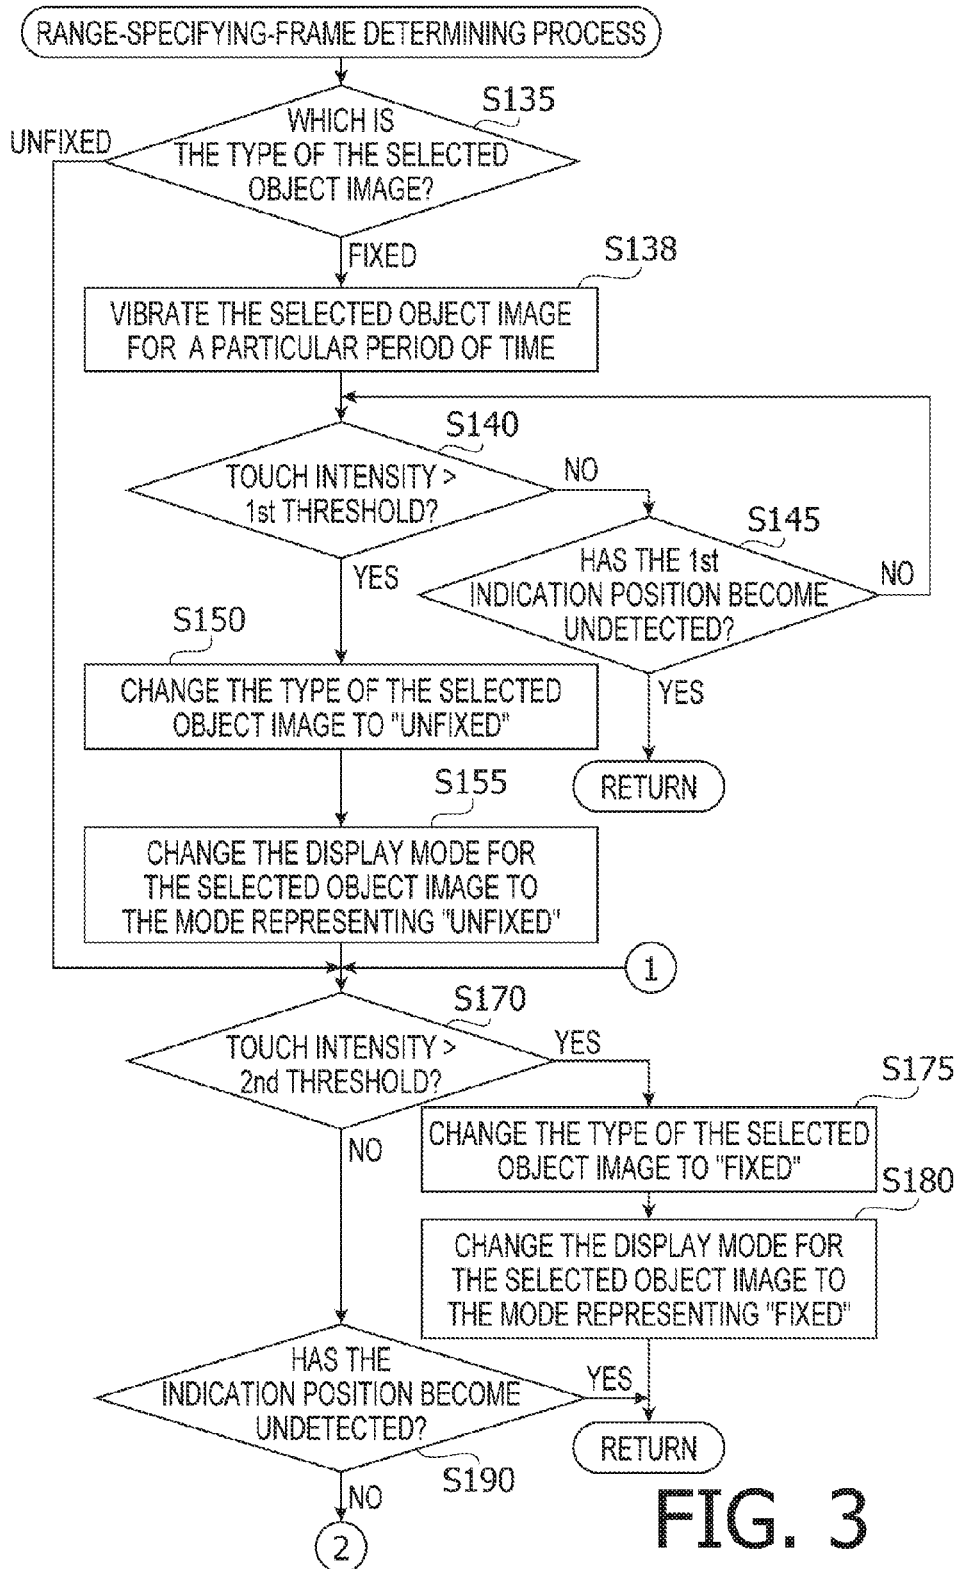 RANGE-SPECIFYING-FRAME DETERMINING PROCESS
S135
WHICH IS
THE TYPE OF THE SELECTED
OBJECT IMAGE?
UNFIXED
FIXED
S138
VIBRATE THE SELECTED OBJECT IMAGE
FOR A PARTICULAR PERIOD OF TIME
S140
TOUCH INTENSITY >
1st THRESHOLD?
NO
YES
S145
HAS THE 1st
INDICATION POSITION BECOME
UNDETECTED?
NO
YES
RETURN
S150
CHANGE THE TYPE OF THE SELECTED
OBJECT IMAGE TO "UNFIXED"
S155
CHANGE THE DISPLAY MODE FOR
THE SELECTED OBJECT IMAGE TO
THE MODE REPRESENTING "UNFIXED"
1
S170
TOUCH INTENSITY >
2nd THRESHOLD?
YES
NO
S175
CHANGE THE TYPE OF THE SELECTED
OBJECT IMAGE TO "FIXED"
S180
CHANGE THE DISPLAY MODE FOR
THE SELECTED OBJECT IMAGE TO
THE MODE REPRESENTING "FIXED"
HAS THE
INDICATION POSITION BECOME
UNDETECTED?
YES
S190
RETURN
NO
2
FIG. 3